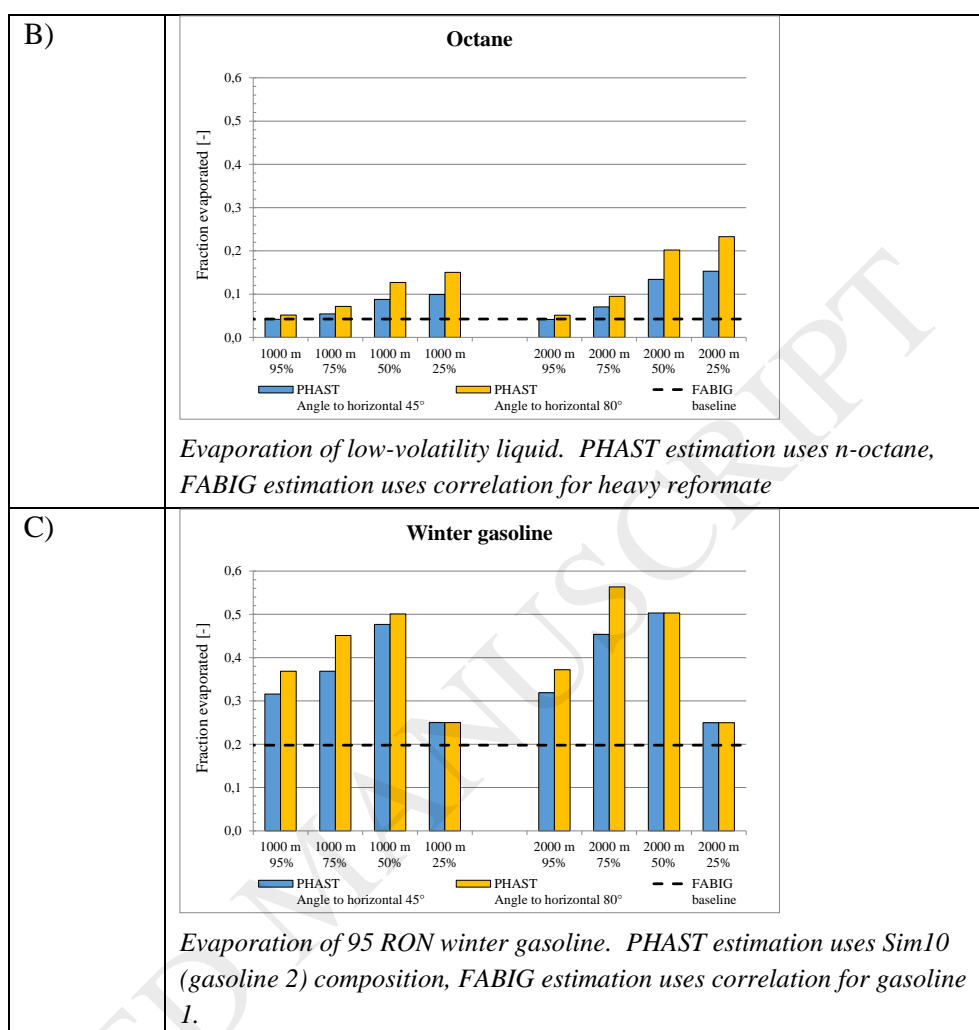 B)
Octane
Fraction evaporated [-]
0,6
0,5
0,4
0,3
0,2
0,1
0,0
1000 m 1000 m 1000 m 1000 m 2000 m 2000 m 2000 m 2000 m
95% 75% 50% 25% 95% 75% 50% 25%
PHAST PHAST FABIG
Angle to horizontal 45° Angle to horizontal 80° baseline
Evaporation of low-volatility liquid. PHAST estimation uses n-octane,
FABIG estimation uses correlation for heavy reformate
C)
Winter gasoline
Fraction evaporated [-]
0,6
0,5
0,4
0,3
0,2
0,1
0,0
1000 m 1000 m 1000 m 1000 m 2000 m 2000 m 2000 m 2000 m
95% 75% 50% 25% 95% 75% 50% 25%
PHAST PHAST FABIG
Angle to horizontal 45° Angle to horizontal 80° baseline
Evaporation of 95 RON winter gasoline. PHAST estimation uses Sim10
(gasoline 2) composition, FABIG estimation uses correlation for gasoline
1.
ED MANUSCRIPT